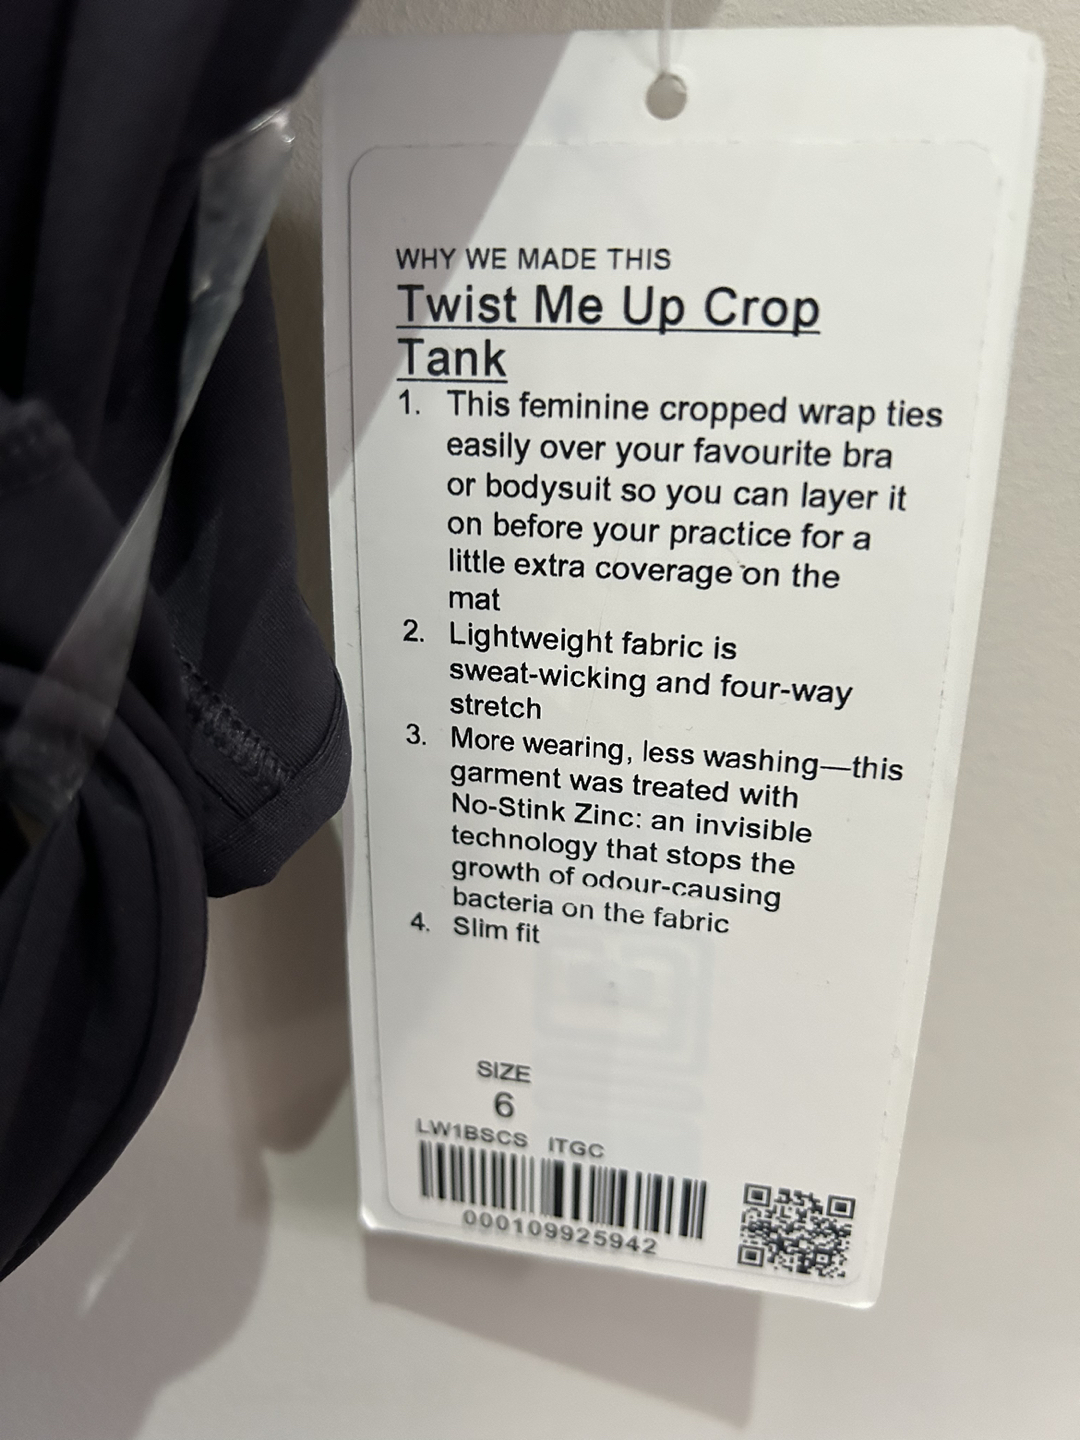 WHY WE MADE THIS
Twist Me Up Crop
Tank
1. This feminine cropped wrap ties
easily over your favourite bra
or bodysuit so you can layer it
on before your practice for a
little extra coverage on the
mat
2. Lightweight fabric is
sweat-wicking and four-way
stretch
3. More wearing, less washing—this
garment was treated with
No-Stink Zinc: an invisible
technology that stops the
growth of odour-causing
bacteria on the fabric
4. Slim fit
SIZE
6
LW1BSCS ITGC
000109925942